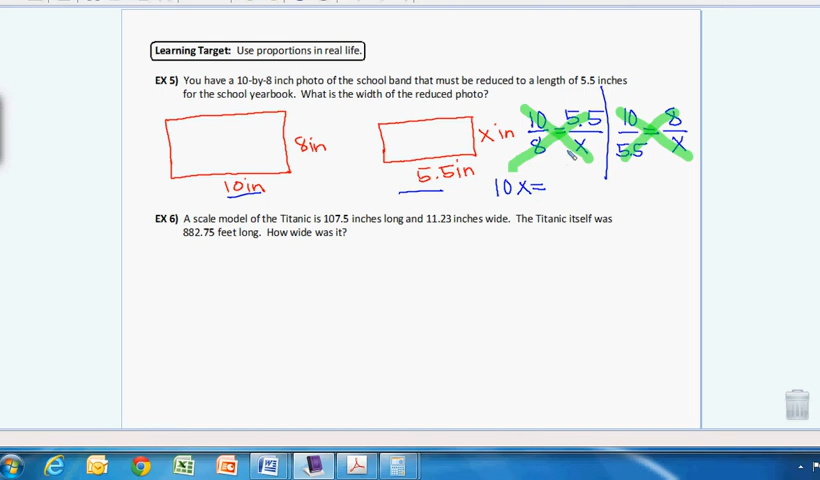 Learning Target: Use proportions in real life.
EX 5) You have a 10-by-8 inch photo of the school band that must be reduced to a length of 5.5 inches
for the school yearbook. What is the width of the reduced photo?
8in
10in
x in
5.5in
10/8 = 5.5/x
10/5.5 = 8/x
10x=
EX 6) A scale model of the Titanic is 107.5 inches long and 11.23 inches wide. The Titanic itself was
882.75 feet long. How wide was it?